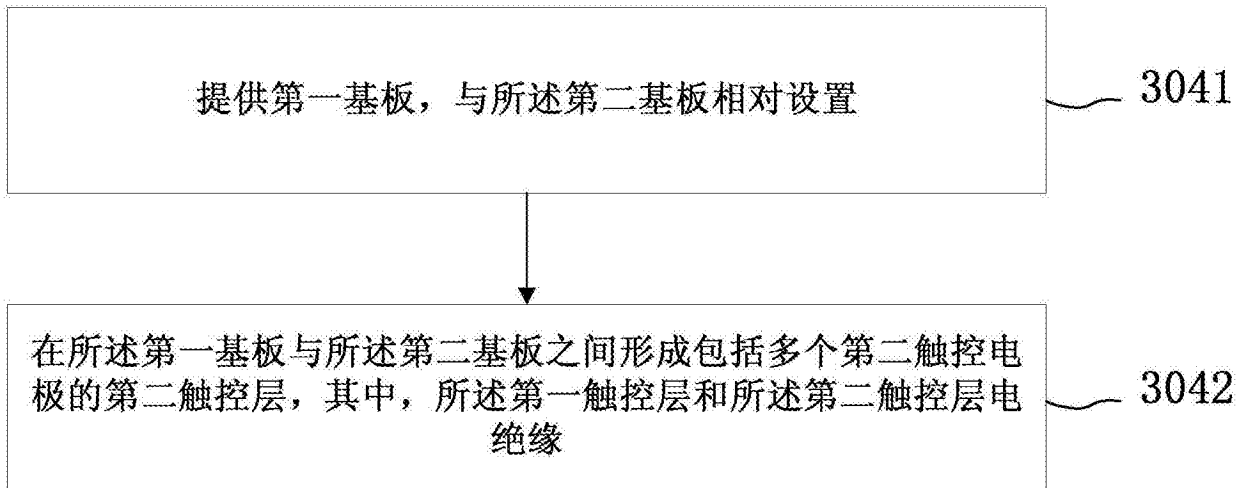 提供第一基板，与所述第二基板相对设置
3041
在所述第一基板与所述第二基板之间形成包括多个第二触控电
极的第二触控层，其中，所述第一触控层和所述第二触控层电
绝缘
3042